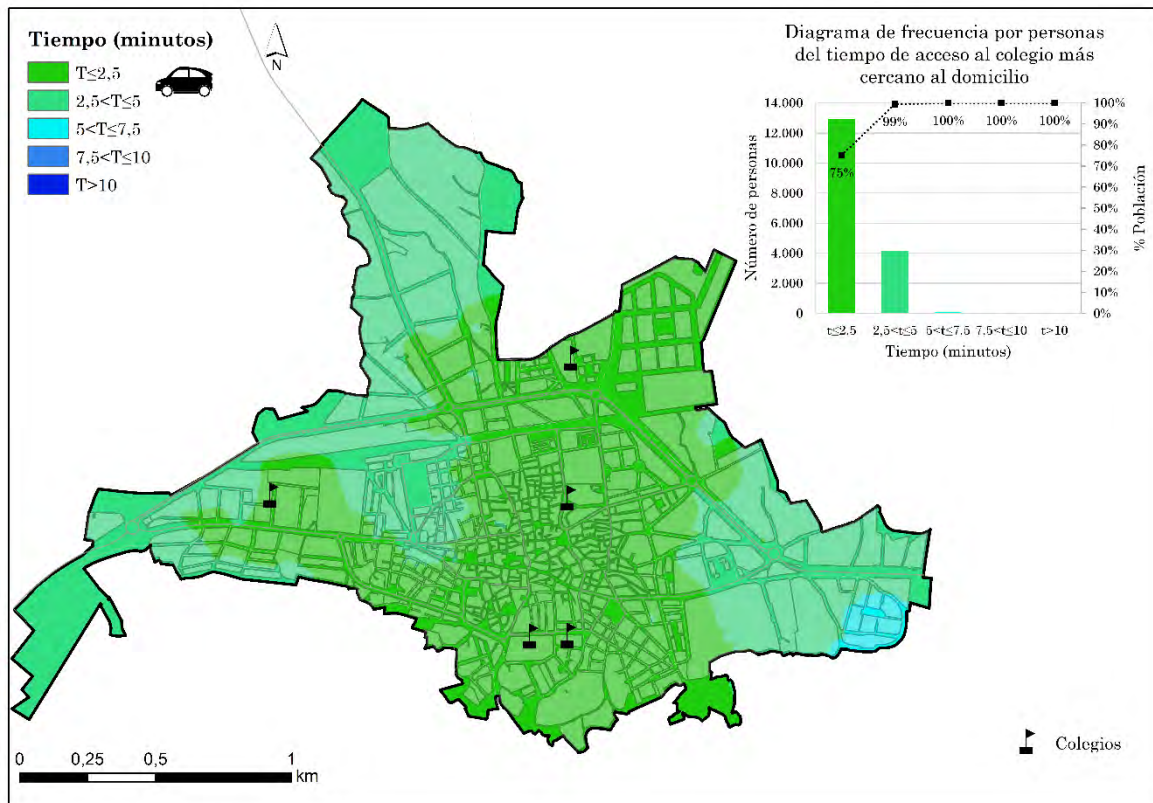 Tiempo (minutos)
T≤2,5
2,5<T≤5
5<T≤7,5
7,5<T≤10
T>10
N
Diagrama de frecuencia por personas
del tiempo de acceso al colegio más
cercano al domicilio
14.000
12.000
10.000
8.000
6.000
4.000
2.000
0
Número de personas
75%
99%
100%
100%
100%
100%
90%
80%
70%
60%
50%
40%
30%
20%
10%
0%
% Población
t≤2.5
2,5<t≤5
5<t≤7.5
7.5<t≤10
t>10
Tiempo (minutos)
Colegios
0
0,25
0,5
1
km